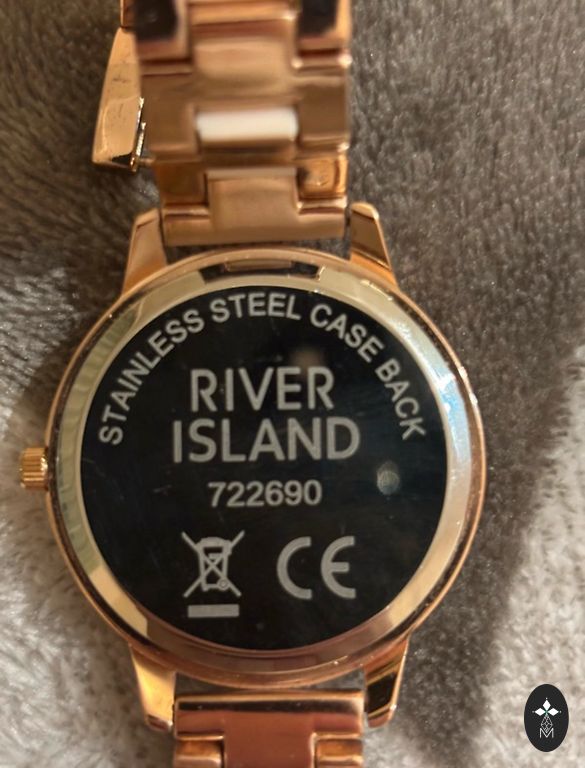 STAINLESS STEEL CASE BACK
RIVER
ISLAND
722690
CE
M